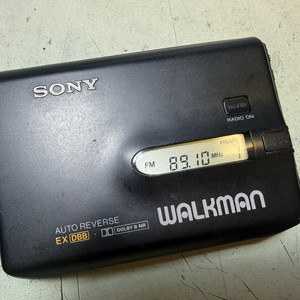 SONY
RADIO ON
FM 89.10 MHz
AUTO REVERSE
EX DBB · DOLBY B NR
WALKMAN